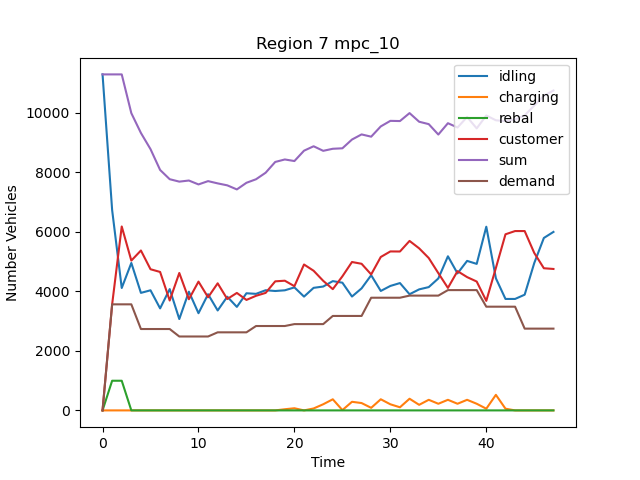 Region 7 mpc_10
Number Vehicles
10000
8000
6000
4000
2000
0
idling
charging
rebal
customer
sum
demand
0
10
20
30
40
Time